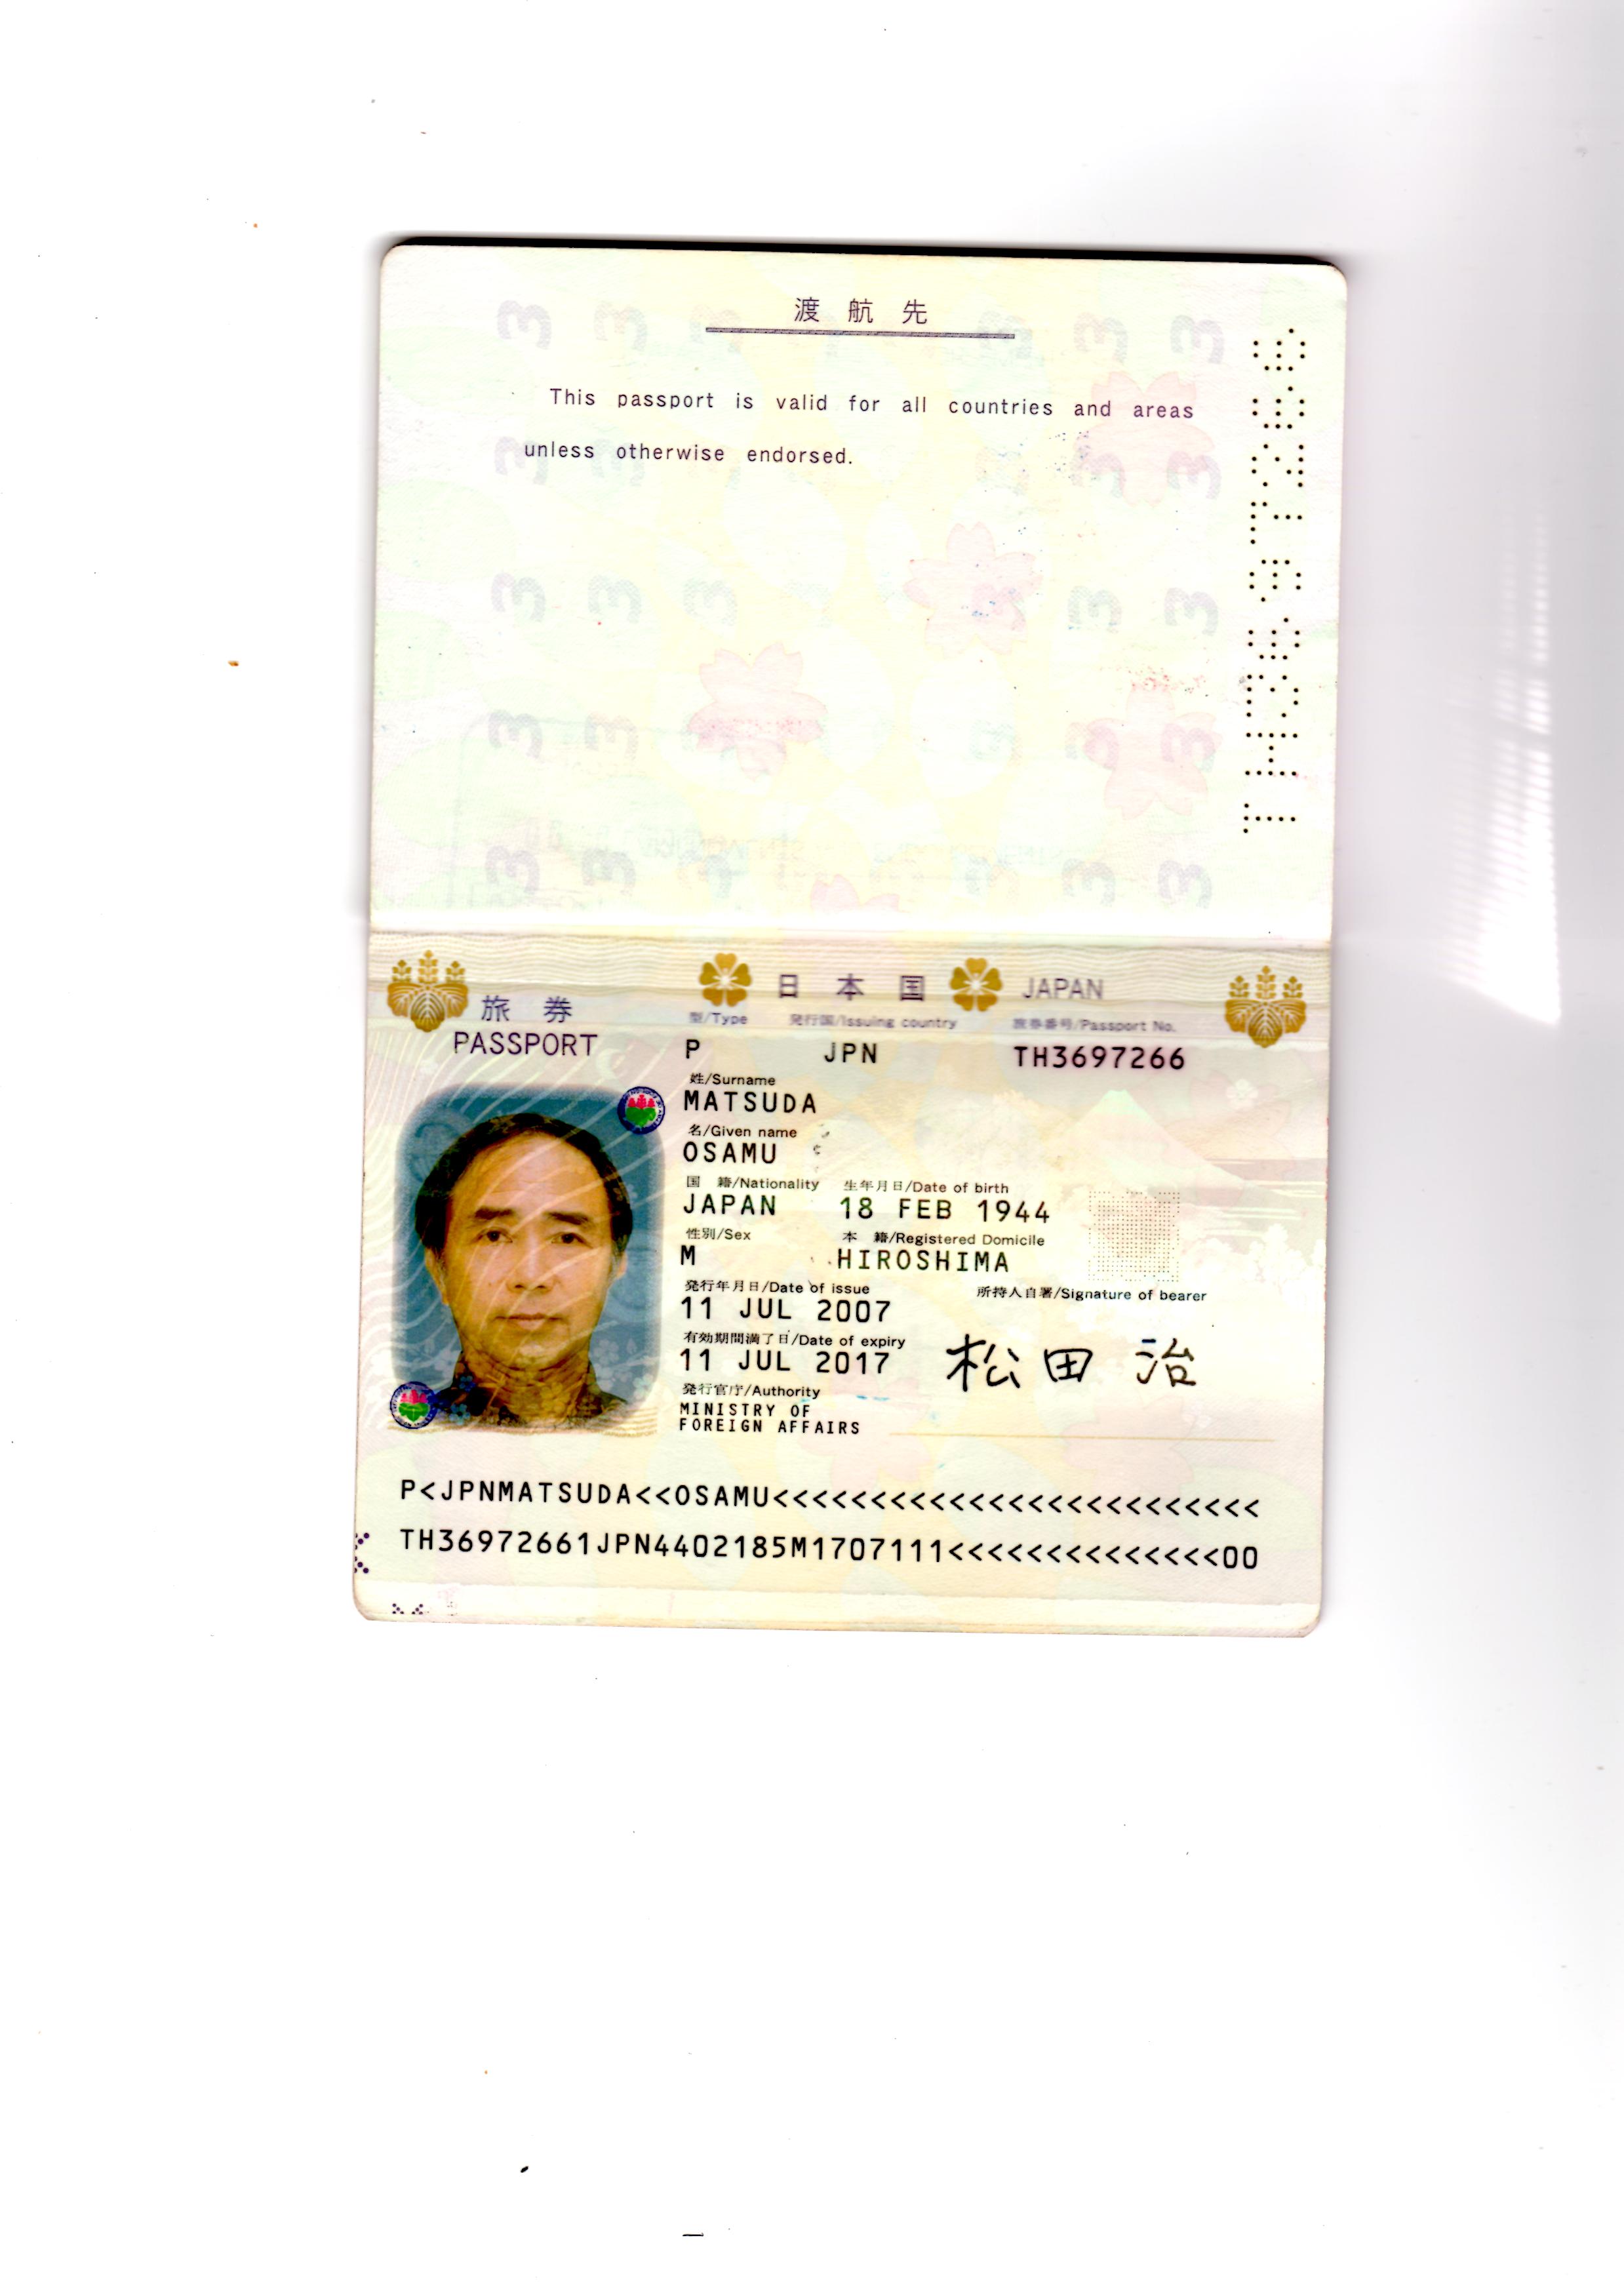 渡航先
This passport is valid for all countries and areas
unless otherwise endorsed.
TH3697266
日本国 JAPAN
旅券
PASSPORT
型/Type 発行国/Issuing country 旅券番号/Passport No.
P JPN TH3697266
姓/Surname
MATSUDA
名/Given name
OSAMU
国籍/Nationality 生年月日/Date of birth
JAPAN 18 FEB 1944
性別/Sex 本籍/Registered Domicile
M HIROSHIMA
発行年月日/Date of issue 所持人自署/Signature of bearer
11 JUL 2007
有効期間満了日/Date of expiry
11 JUL 2017 松田 治
発行官庁/Authority
MINISTRY OF
FOREIGN AFFAIRS
P<JPNMATSUDA<<OSAMU<<<<<<<<<<<<<<<<<<<<<<<<<
TH36972661JPN4402185M1707111<<<<<<<<<<<<<<00